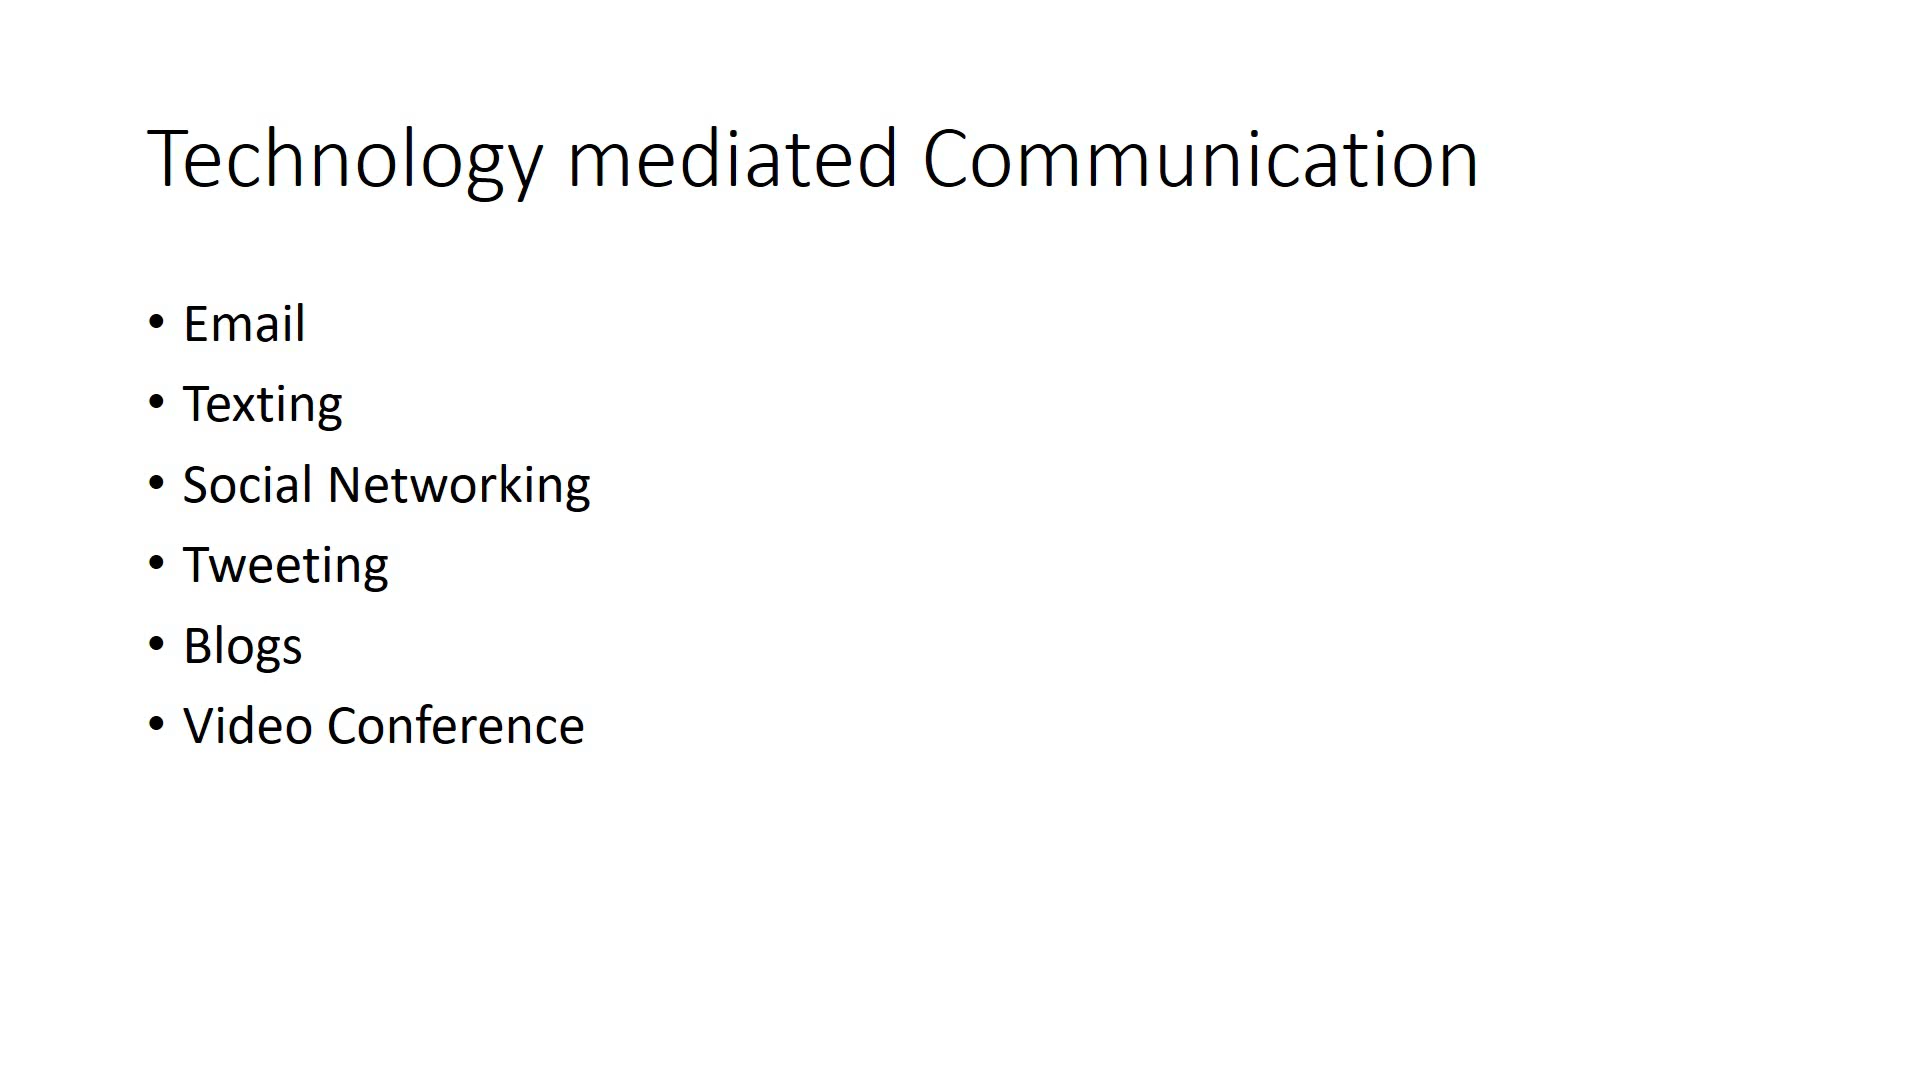 Technology mediated Communication
• Email
• Texting
• Social Networking
• Tweeting
• Blogs
• Video Conference